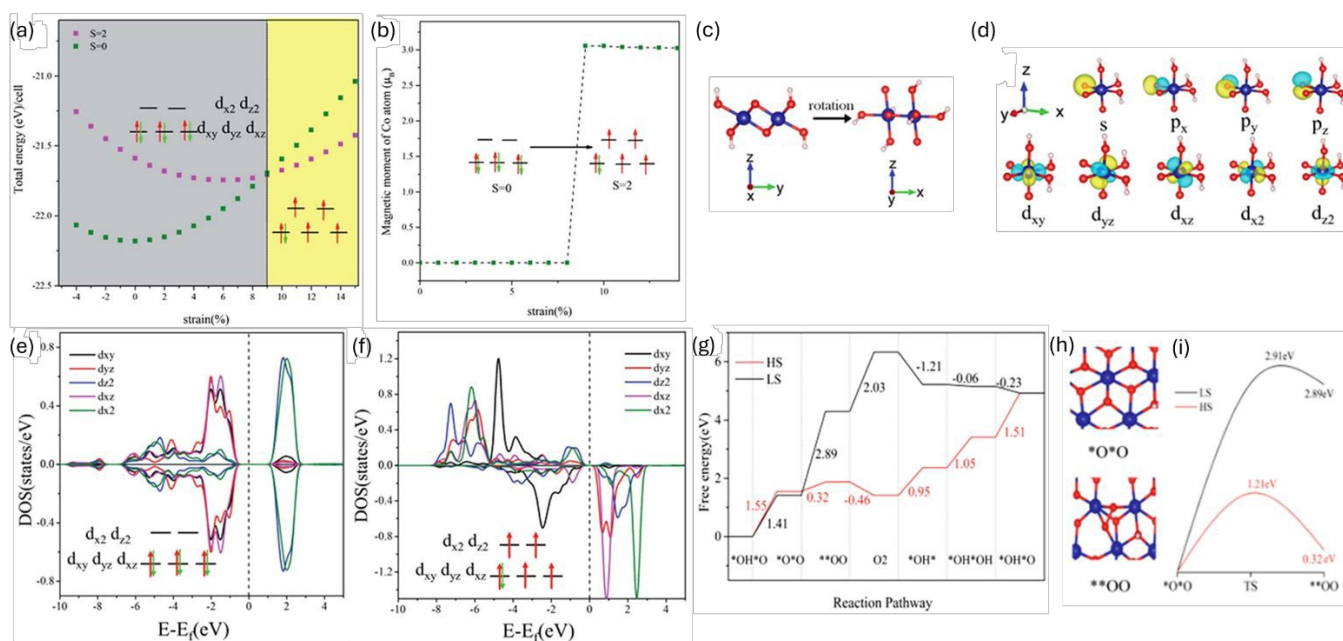 (a)
S=2
S=0
Total energy (eV)/cell
-21.0
-21.5
-22.0
-22.5
dx2 dz2
dxy dyz dxz
-4 -2 0 2 4 6 8 10 12 14
strain(%)
(b)
Magnetic moment of Co atom (μB)
3.0
2.5
2.0
1.5
1.0
0.5
0.0
S=0
S=2
0 5 10
strain(%)
(c)
rotation
z
y
x
z
x
y
(d)
z
y
x
s px py pz
dxy dyz dxz dx2 dz2
(e)
dxy
dyz
dz2
dxz
dx2
DOS(states/eV)
0.8
0.4
0.0
-0.4
-0.8
dx2 dz2
dxy dyz dxz
-10 -8 -6 -4 -2 0 2 4
E-Ef(eV)
(f)
dxy
dyz
dz2
dxz
dx2
DOS(states/eV)
1.2
0.8
0.4
0.0
-0.4
-0.8
-1.2
dx2 dz2
dxy dyz dxz
-10 -8 -6 -4 -2 0 2 4
E-Ef(eV)
(g)
HS
LS
Free energy(eV)
6
3
0
1.55
1.41
2.89
0.32
2.03
-0.46
-1.21
0.95
-0.06
1.05
-0.23
1.51
*OH*O *O*O **OO O2 *OH* *OH*OH *OH*O
Reaction Pathway
(h)
*O*O
**OO
(i)
LS
HS
2.91eV
2.89eV
1.21eV
0.32eV
*O*O TS **OO